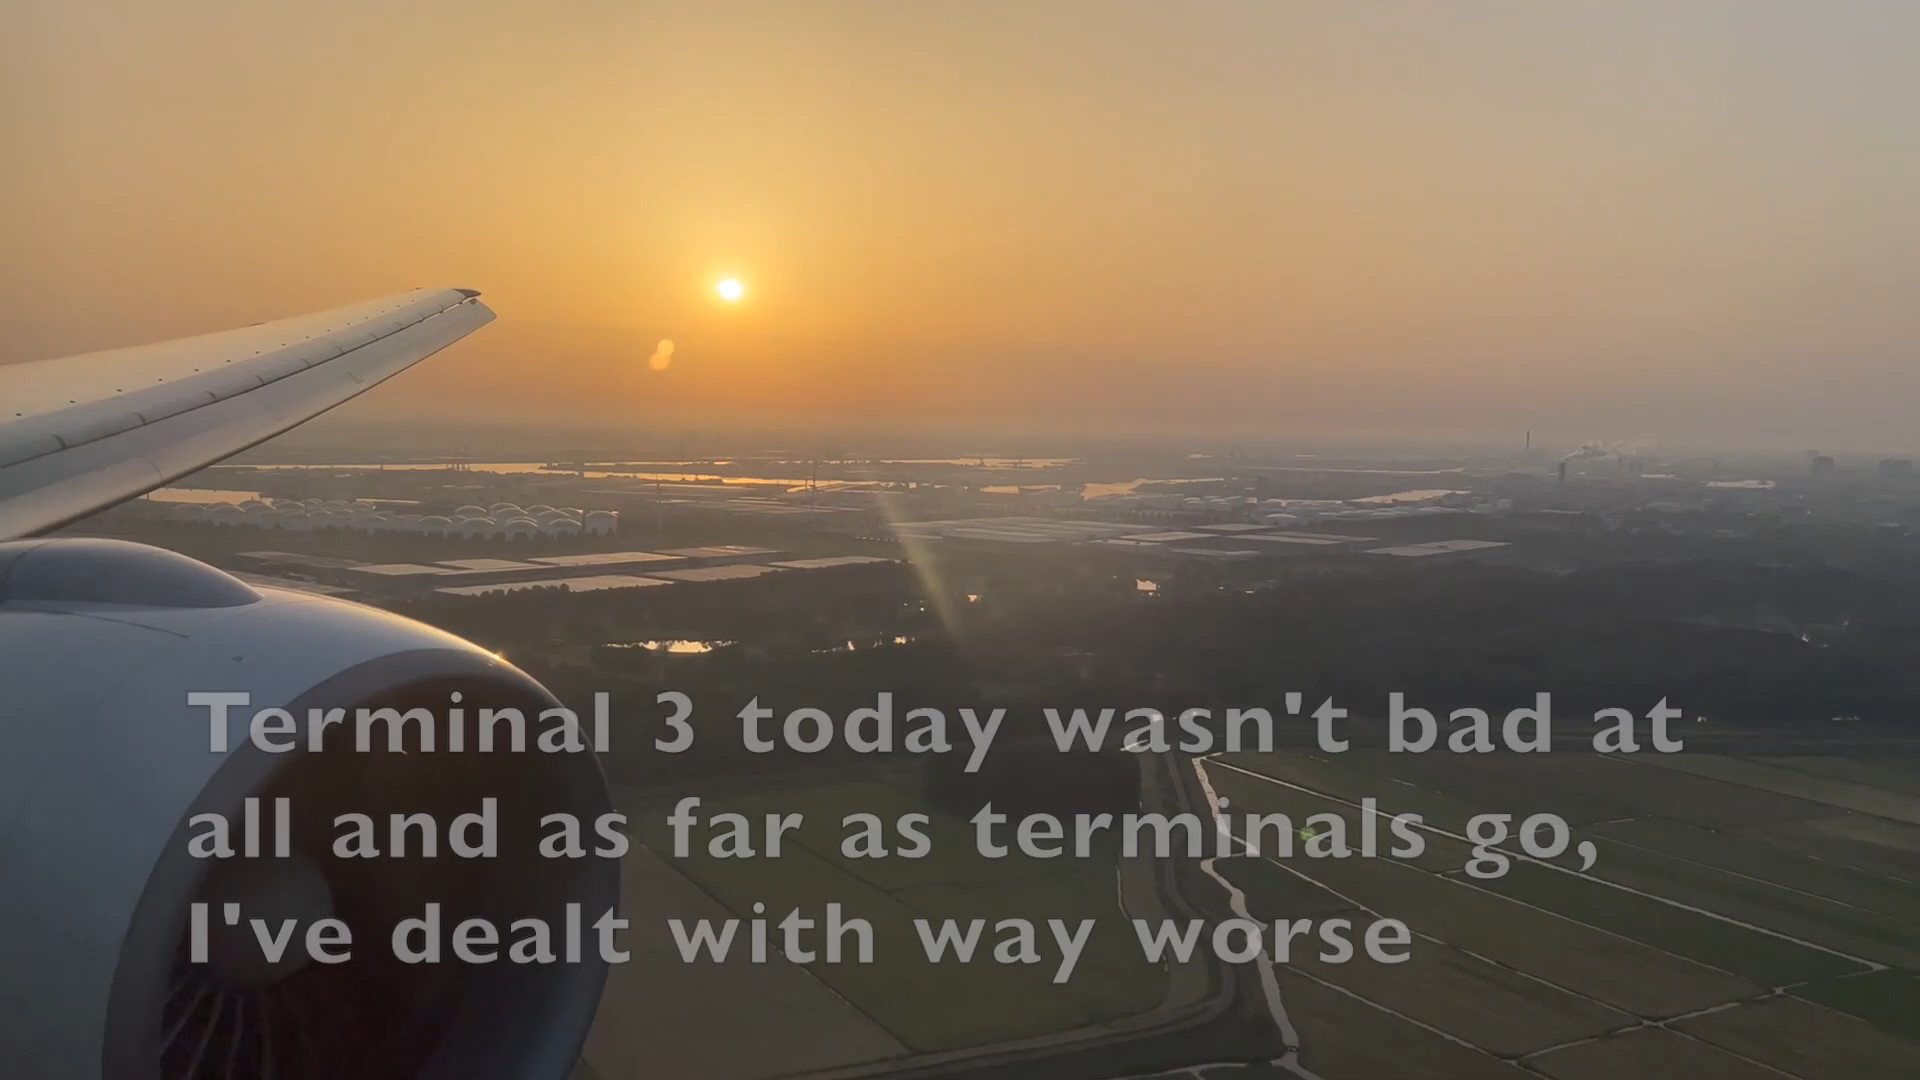 Terminal 3 today wasn't bad at
all and as far as terminals go,
I've dealt with way worse